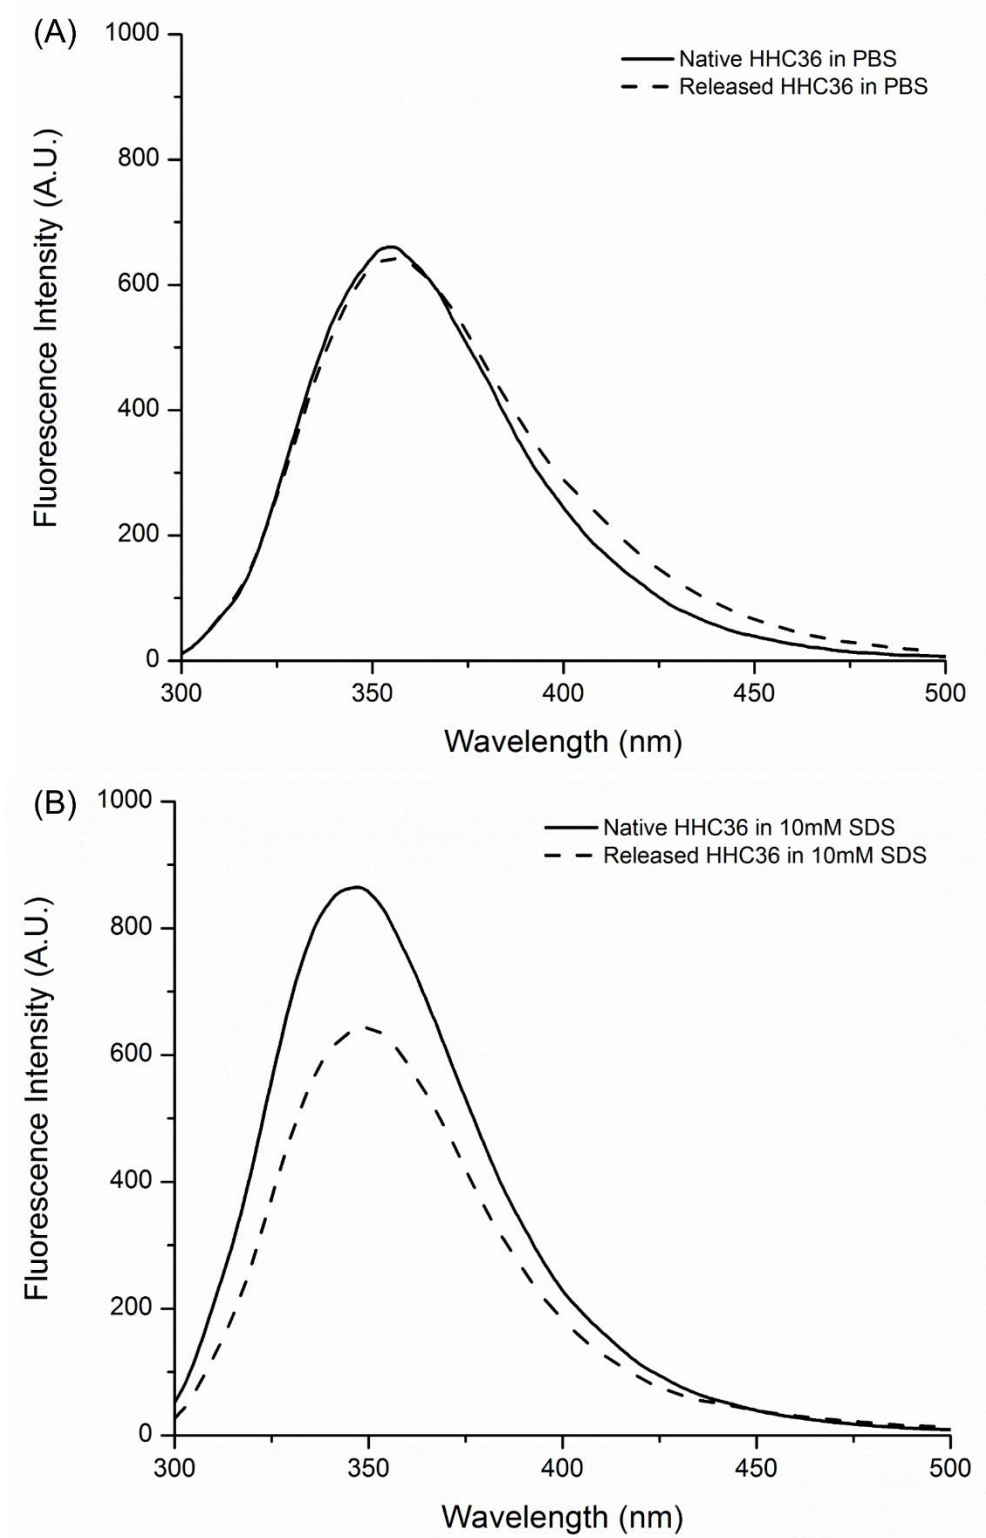 (A)
1000
800
600
400
200
0
Fluorescence Intensity (A.U.)
Native HHC36 in PBS
Released HHC36 in PBS
300 350 400 450 500
Wavelength (nm)
(B)
1000
800
600
400
200
0
Fluorescence Intensity (A.U.)
Native HHC36 in 10mM SDS
Released HHC36 in 10mM SDS
300 350 400 450 500
Wavelength (nm)